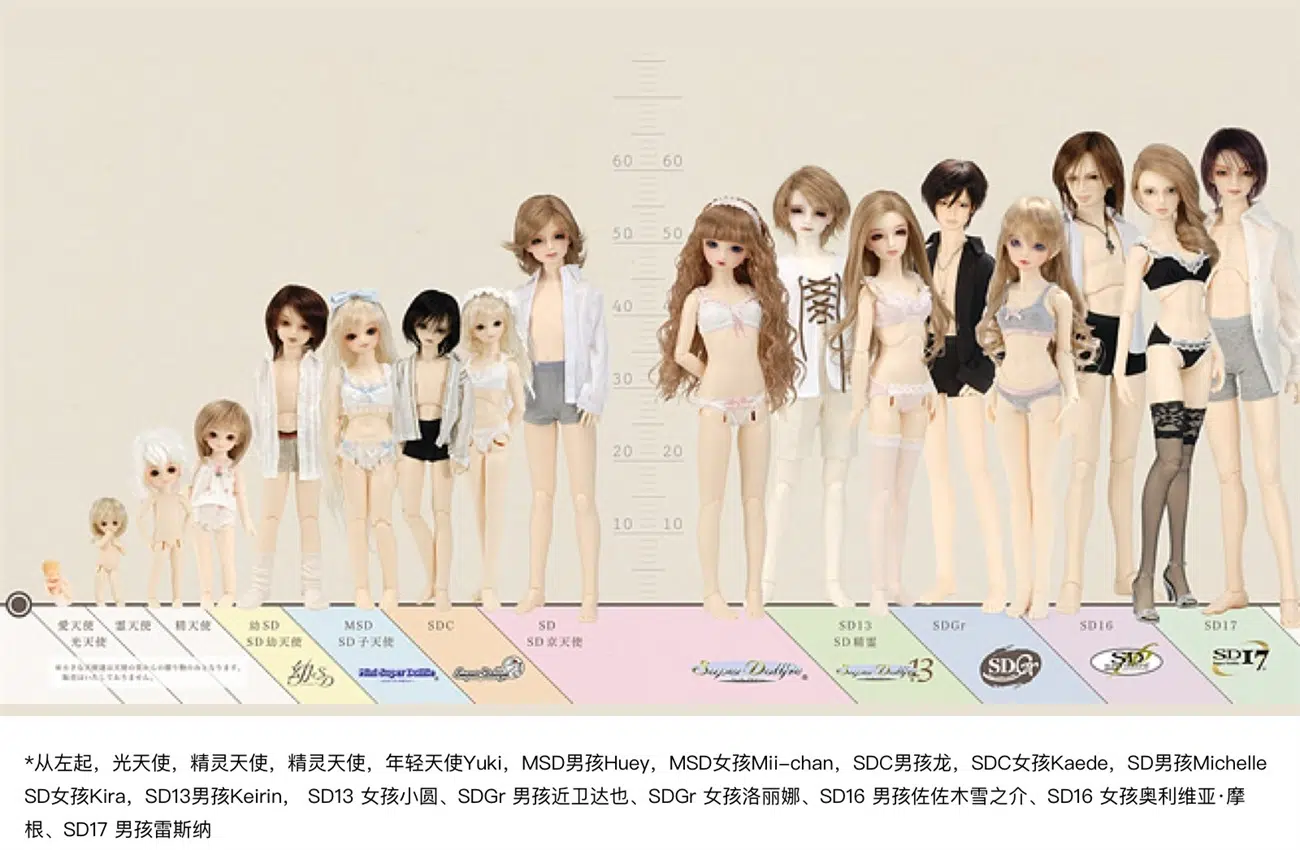 60 60
50 50
40 40
30 30
20 20
10 10
愛天使 霊天使 精天使 幼SD MSD SDC SD SD13 SDGr SD16 SD17
光天使 SD幼天使 SD子天使 SD京天使 SD精霊
幼SD Mini Super Dollfie® Super Dollfie® Super Dollfie 13 SDGr SD16 SD17
*从左起，光天使，精灵天使，精灵天使，年轻天使Yuki，MSD男孩Huey，MSD女孩Mii-chan，SDC男孩龙，SDC女孩Kaede，SD男孩Michelle
SD女孩Kira，SD13男孩Keirin， SD13 女孩小圆、SDGr 男孩近卫达也、SDGr 女孩洛丽娜、SD16 男孩佐佐木雪之介、SD16 女孩奥利维亚·摩
根、SD17 男孩雷斯纳